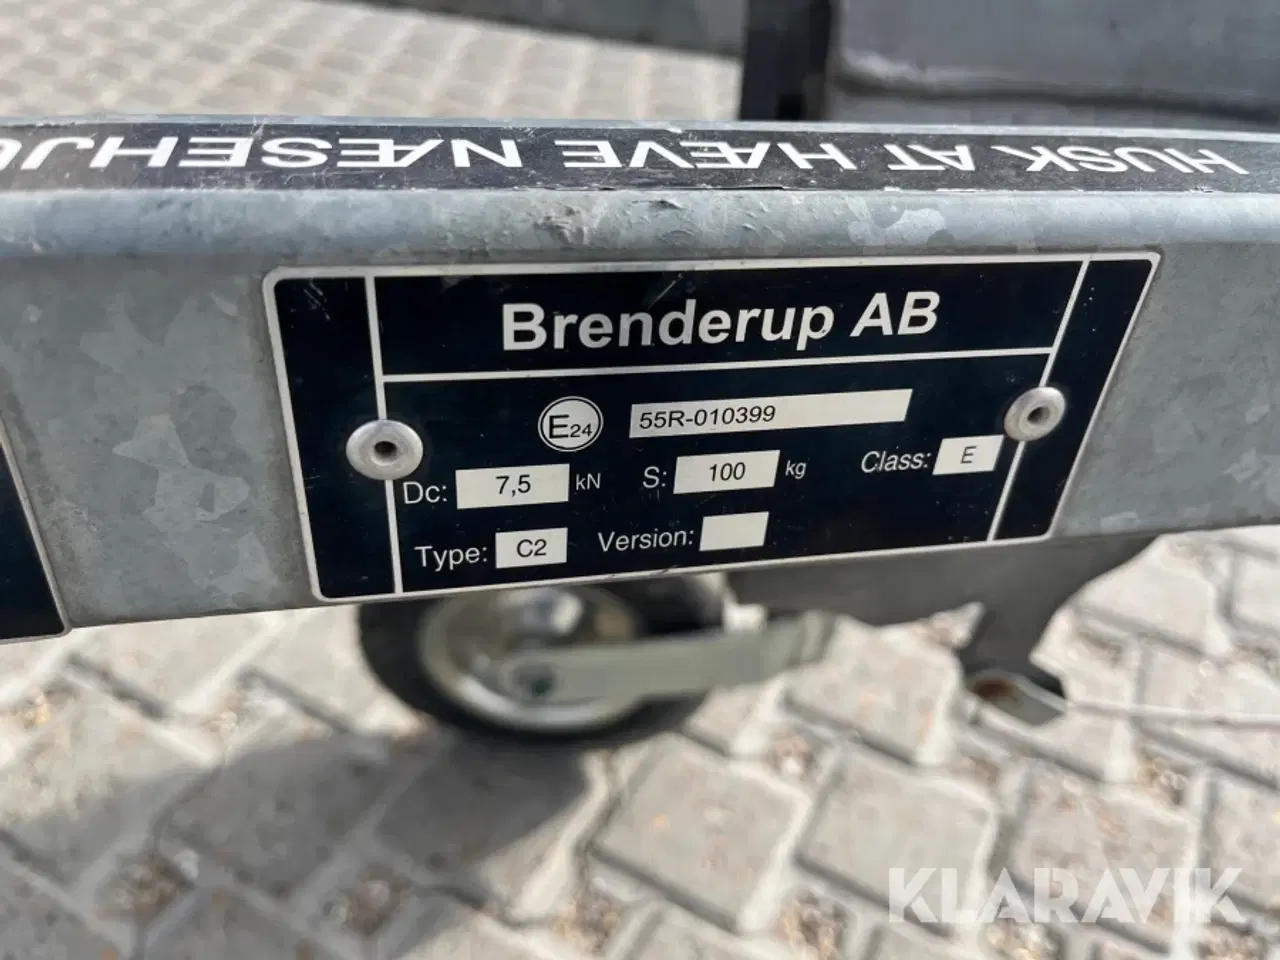 HUSK AT HÆVE NÆSEHJU
Brenderup AB
E24 55R-010399
Dc: 7,5 kN S: 100 kg Class: E
Type: C2 Version:
KLARAVIK